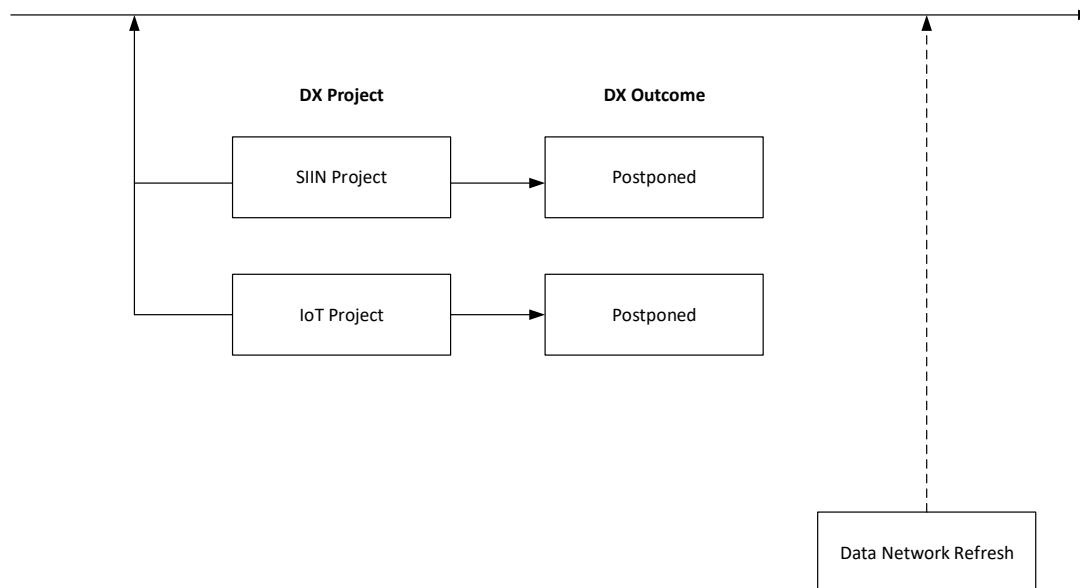 DX Project
DX Outcome
SIIN Project
Postponed
IoT Project
Postponed
Data Network Refresh